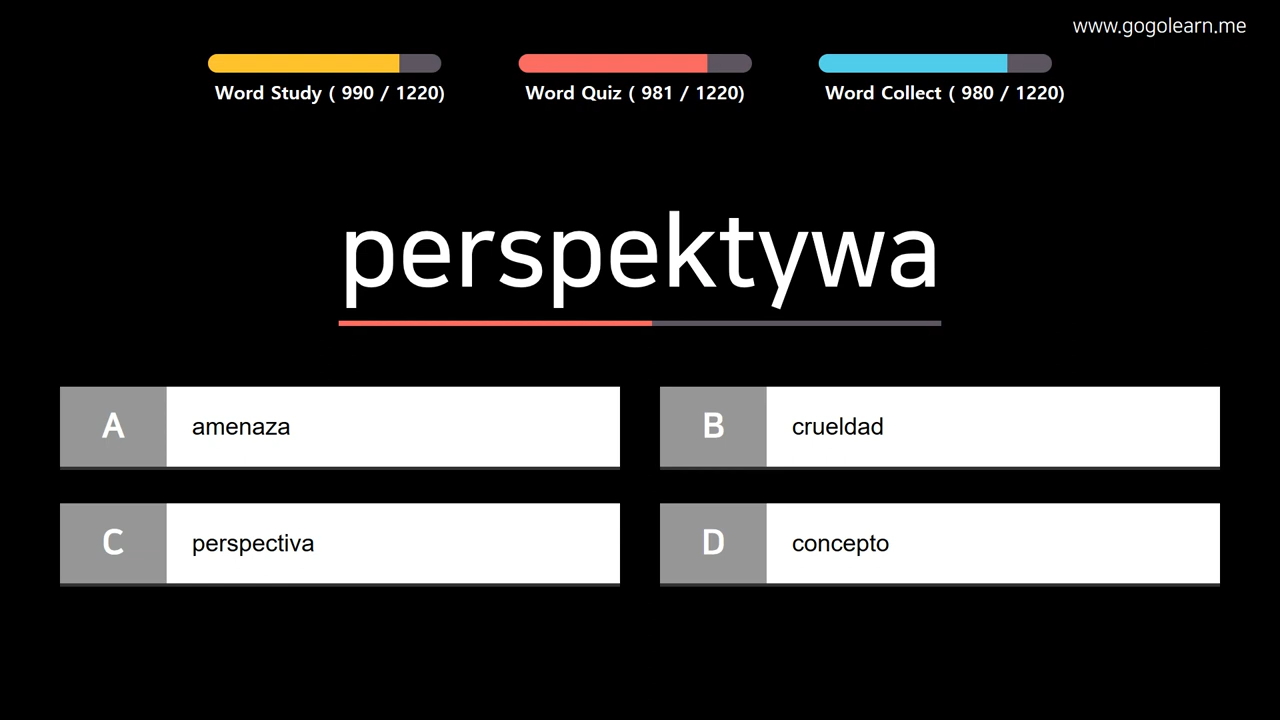 www.gogolearn.me
Word Study ( 990 / 1220)
Word Quiz ( 981 / 1220)
Word Collect ( 980 / 1220)
perspektywa
A amenaza
B crueldad
C perspectiva
D concepto